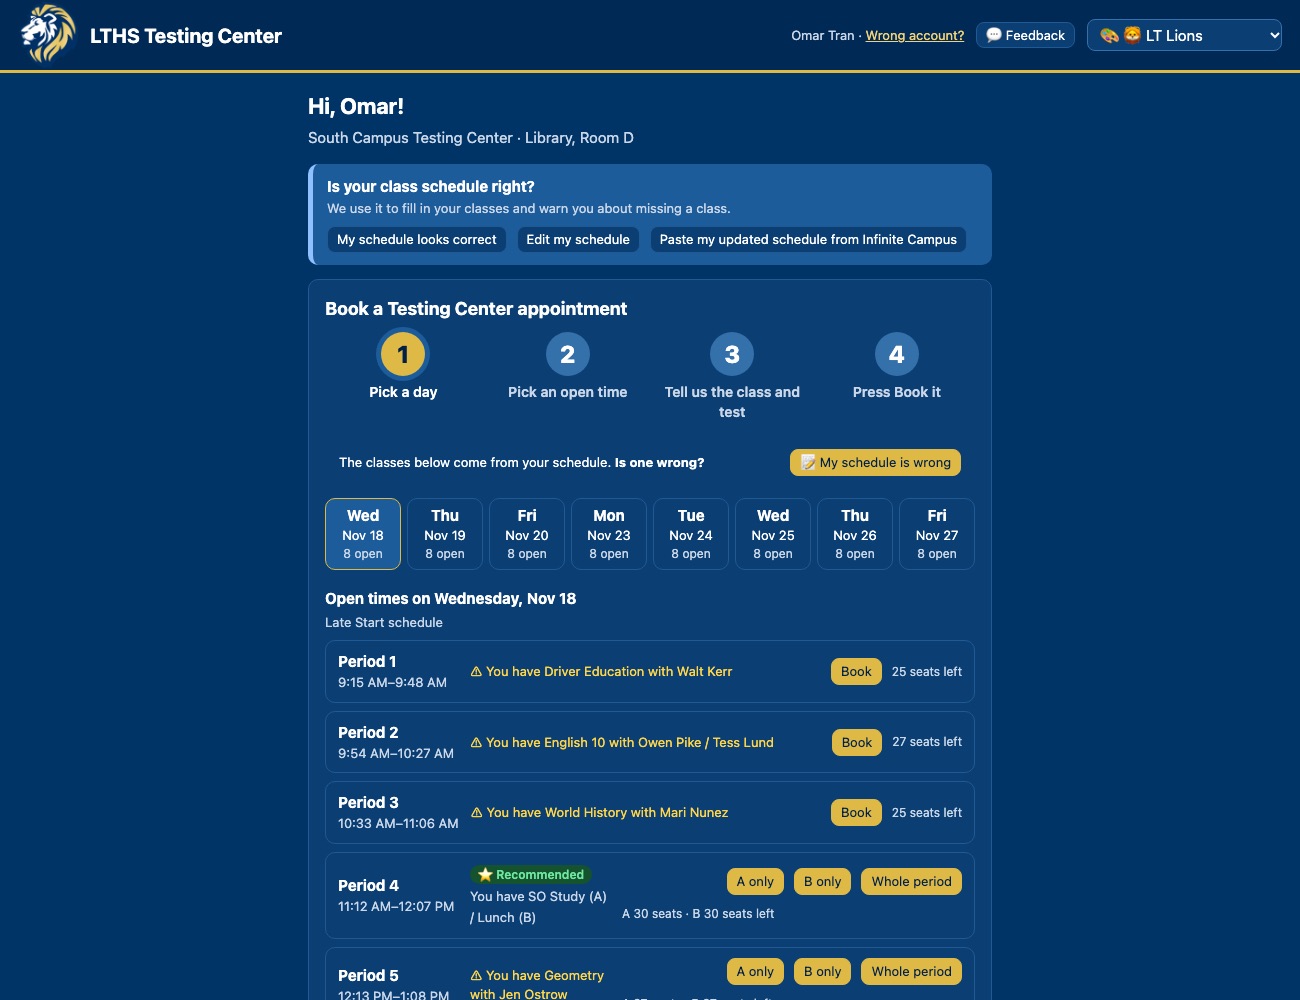 LTHS Testing Center
Omar Tran · Wrong account?
Feedback
LT Lions
Hi, Omar!
South Campus Testing Center · Library, Room D
Is your class schedule right?
We use it to fill in your classes and warn you about missing a class.
My schedule looks correct
Edit my schedule
Paste my updated schedule from Infinite Campus
Book a Testing Center appointment
1
Pick a day
2
Pick an open time
3
Tell us the class and
test
4
Press Book it
The classes below come from your schedule. Is one wrong?
My schedule is wrong
Wed
Nov 18
8 open
Thu
Nov 19
8 open
Fri
Nov 20
8 open
Mon
Nov 23
8 open
Tue
Nov 24
8 open
Wed
Nov 25
8 open
Thu
Nov 26
8 open
Fri
Nov 27
8 open
Open times on Wednesday, Nov 18
Late Start schedule
Period 1
9:15 AM–9:48 AM
⚠ You have Driver Education with Walt Kerr
Book
25 seats left
Period 2
9:54 AM–10:27 AM
⚠ You have English 10 with Owen Pike / Tess Lund
Book
27 seats left
Period 3
10:33 AM–11:06 AM
⚠ You have World History with Mari Nunez
Book
25 seats left
Period 4
11:12 AM–12:07 PM
Recommended
You have SO Study (A)
/ Lunch (B)
A only
B only
Whole period
A 30 seats · B 30 seats left
Period 5
12:13 PM–1:08 PM
⚠ You have Geometry
with Jen Ostrow
A only
B only
Whole period